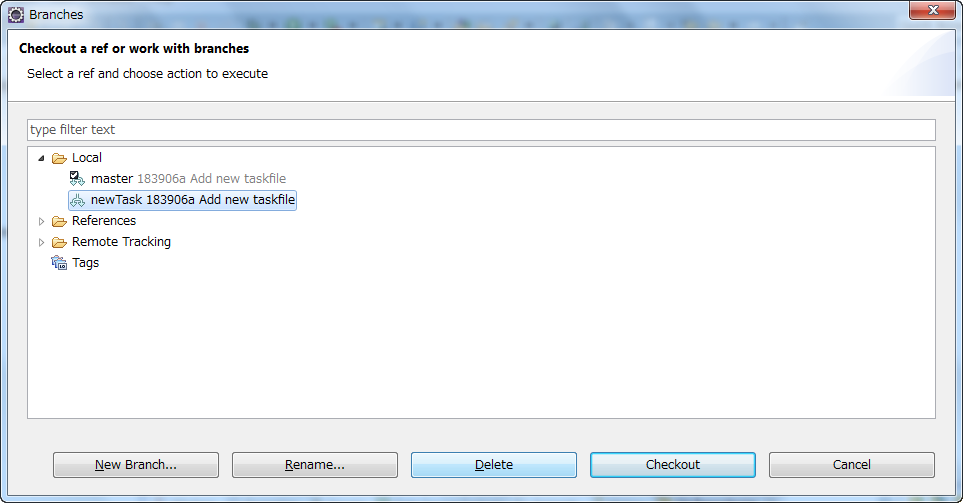 Branches
Checkout a ref or work with branches
Select a ref and choose action to execute
type filter text
Local
master 183906a Add new taskfile
newTask 183906a Add new taskfile
References
Remote Tracking
Tags
New Branch...
Rename...
Delete
Checkout
Cancel